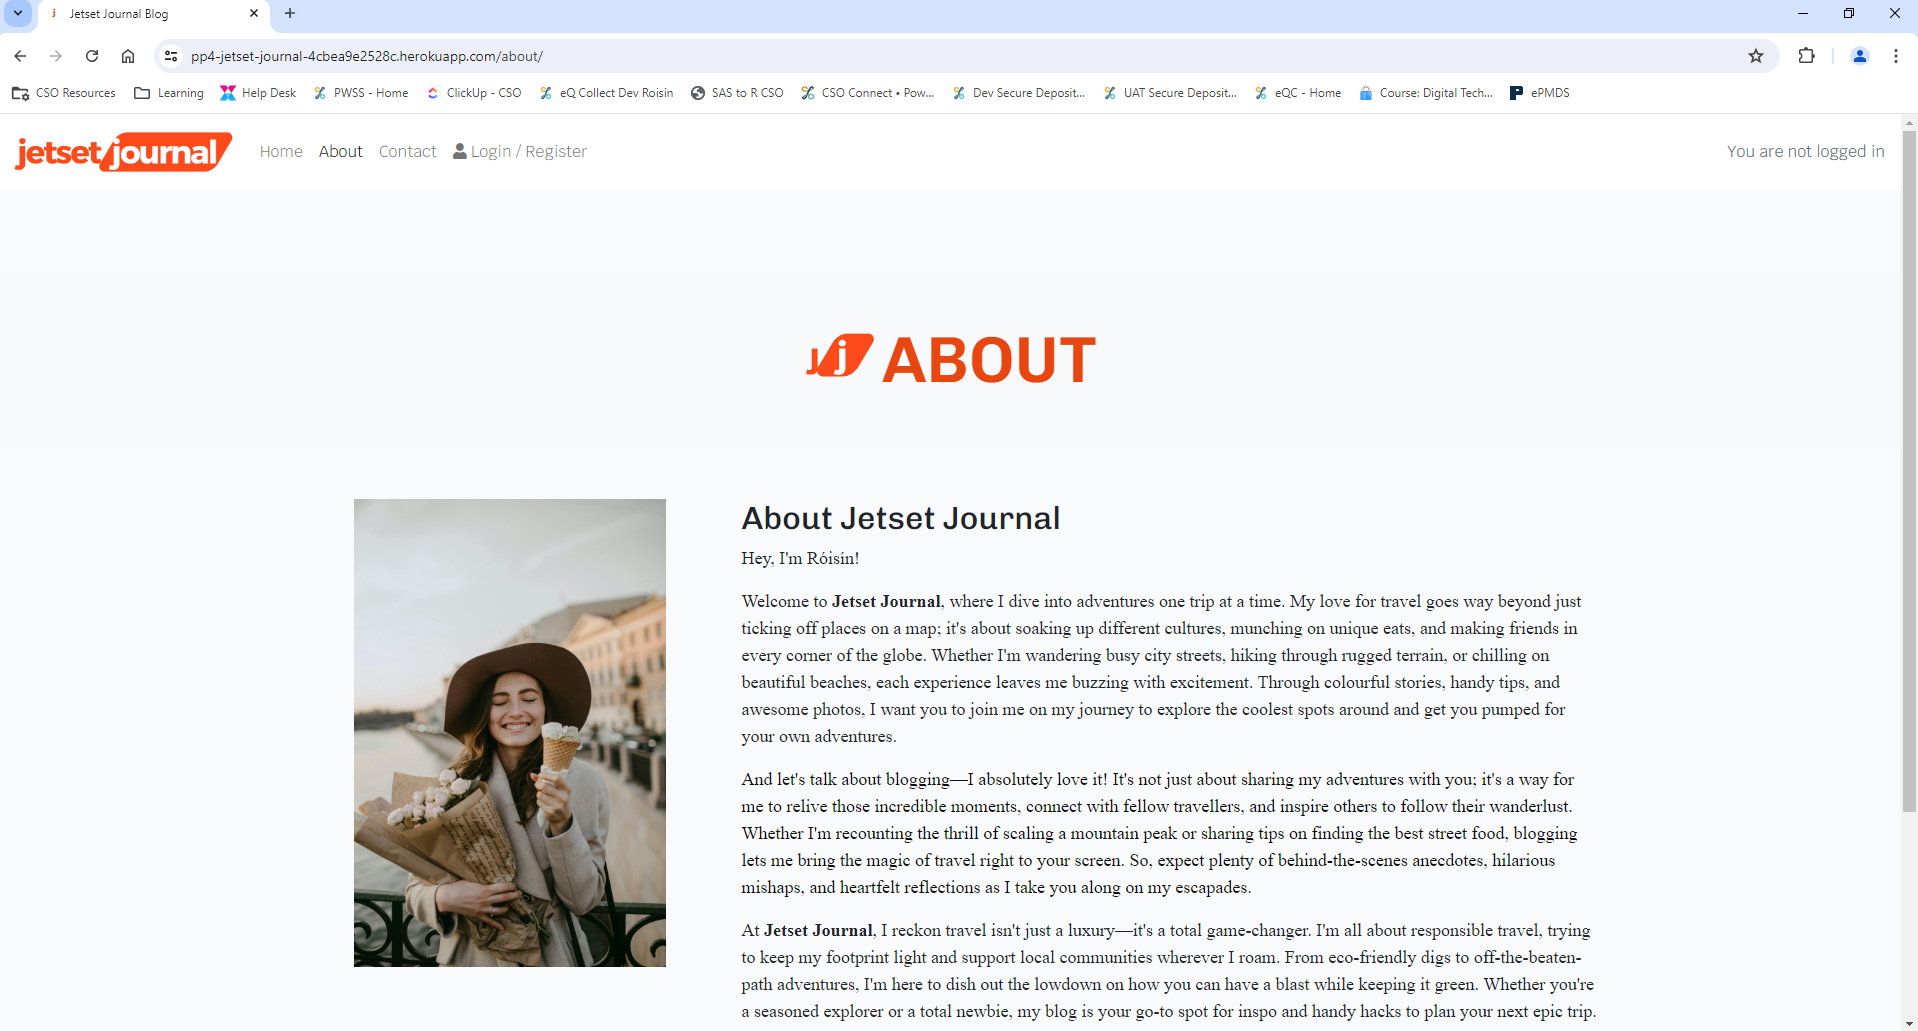 Jetset Journal Blog
pp4-jetset-journal-4cbea9e2528c.herokuapp.com/about/
CSO Resources Learning Help Desk PWSS - Home ClickUp - CSO eQ Collect Dev Roisin SAS to R CSO CSO Connect • Pow... Dev Secure Deposit... UAT Secure Deposit... eQC - Home Course: Digital Tech... ePMDS
jetset journal Home About Contact Login / Register You are not logged in
Jj ABOUT
About Jetset Journal
Hey, I'm Róisín!
Welcome to Jetset Journal, where I dive into adventures one trip at a time. My love for travel goes way beyond just
ticking off places on a map; it's about soaking up different cultures, munching on unique eats, and making friends in
every corner of the globe. Whether I'm wandering busy city streets, hiking through rugged terrain, or chilling on
beautiful beaches, each experience leaves me buzzing with excitement. Through colourful stories, handy tips, and
awesome photos, I want you to join me on my journey to explore the coolest spots around and get you pumped for
your own adventures.
And let's talk about blogging—I absolutely love it! It's not just about sharing my adventures with you; it's a way for
me to relive those incredible moments, connect with fellow travellers, and inspire others to follow their wanderlust.
Whether I'm recounting the thrill of scaling a mountain peak or sharing tips on finding the best street food, blogging
lets me bring the magic of travel right to your screen. So, expect plenty of behind-the-scenes anecdotes, hilarious
mishaps, and heartfelt reflections as I take you along on my escapades.
At Jetset Journal, I reckon travel isn't just a luxury—it's a total game-changer. I'm all about responsible travel, trying
to keep my footprint light and support local communities wherever I roam. From eco-friendly digs to off-the-beaten-
path adventures, I'm here to dish out the lowdown on how you can have a blast while keeping it green. Whether you're
a seasoned explorer or a total newbie, my blog is your go-to spot for inspo and handy hacks to plan your next epic trip.